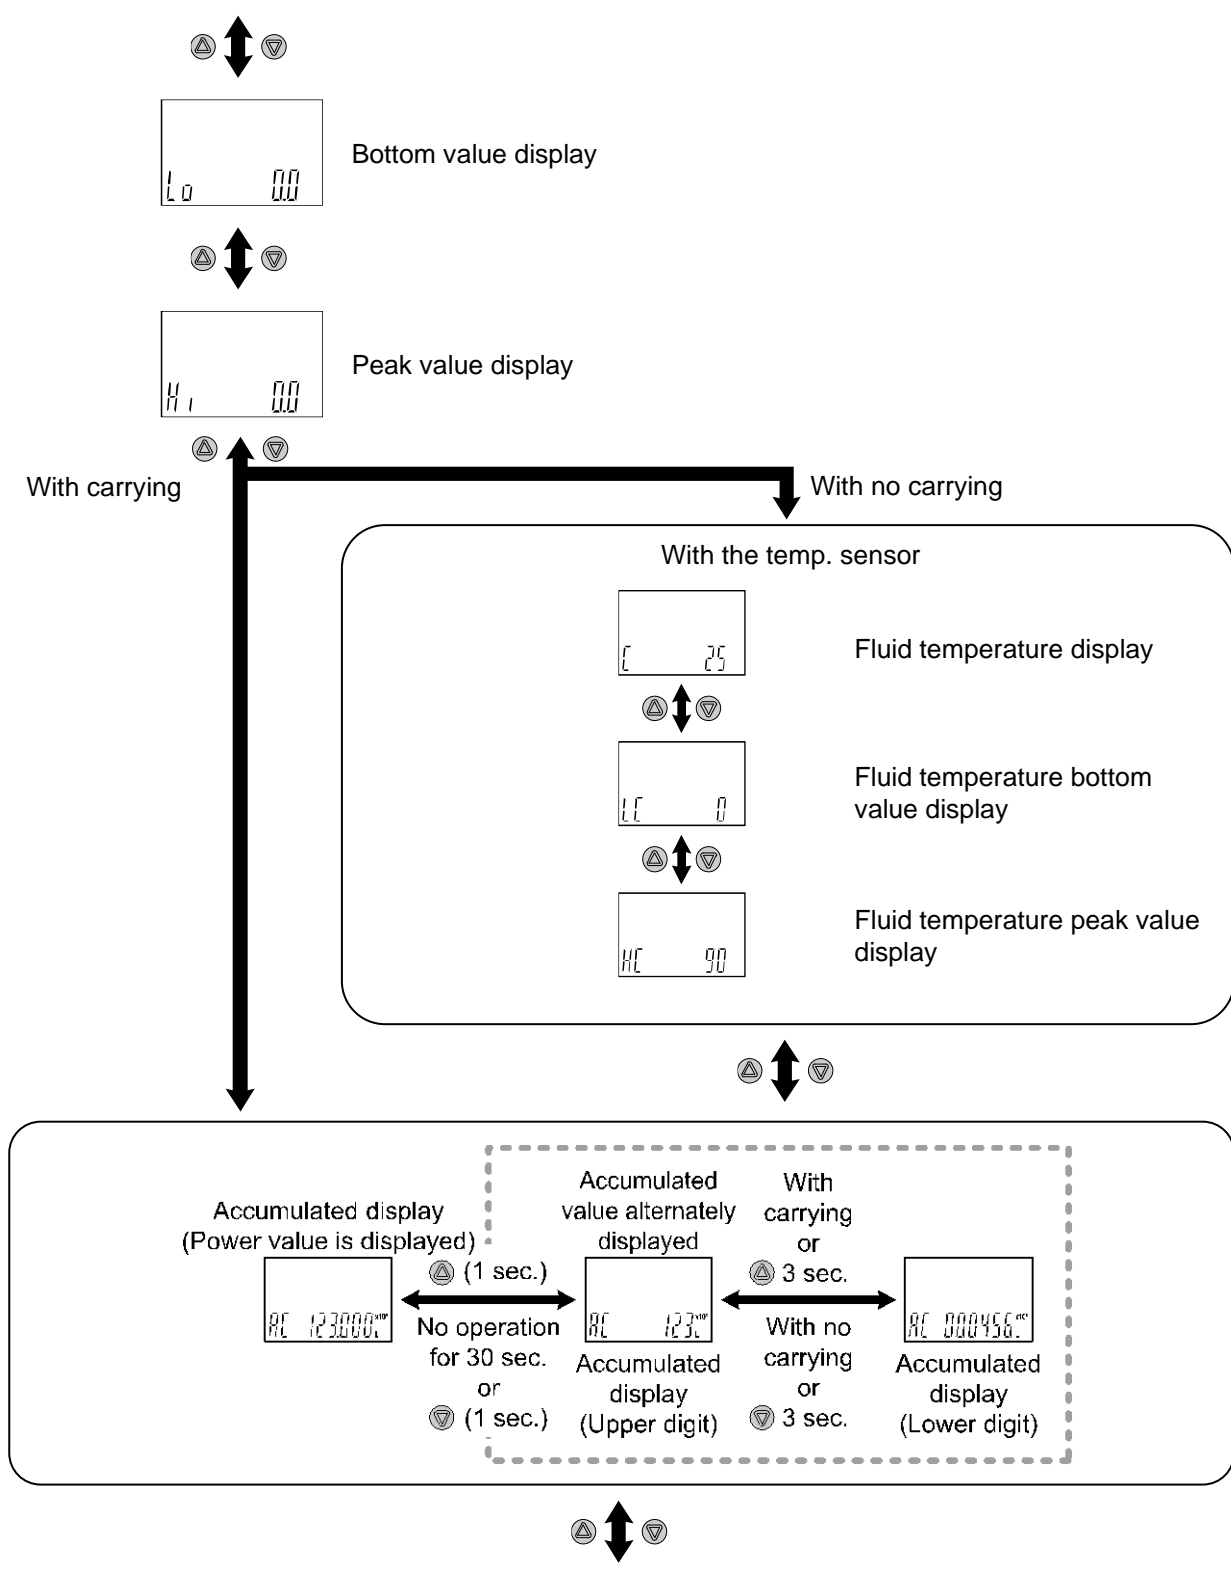 Bottom value display
Lo 0.0
Peak value display
Hi 0.0
With carrying
With no carrying
With the temp. sensor
C 25
Fluid temperature display
LC 0
Fluid temperature bottom
value display
HC 90
Fluid temperature peak value
display
Accumulated display
(Power value is displayed)
AC 123.000
(1 sec.)
No operation
for 30 sec.
or
(1 sec.)
Accumulated
value alternately
displayed
AC 123
Accumulated
display
(Upper digit)
With
carrying
or
3 sec.
With no
carrying
or
3 sec.
AC 000456
Accumulated
display
(Lower digit)